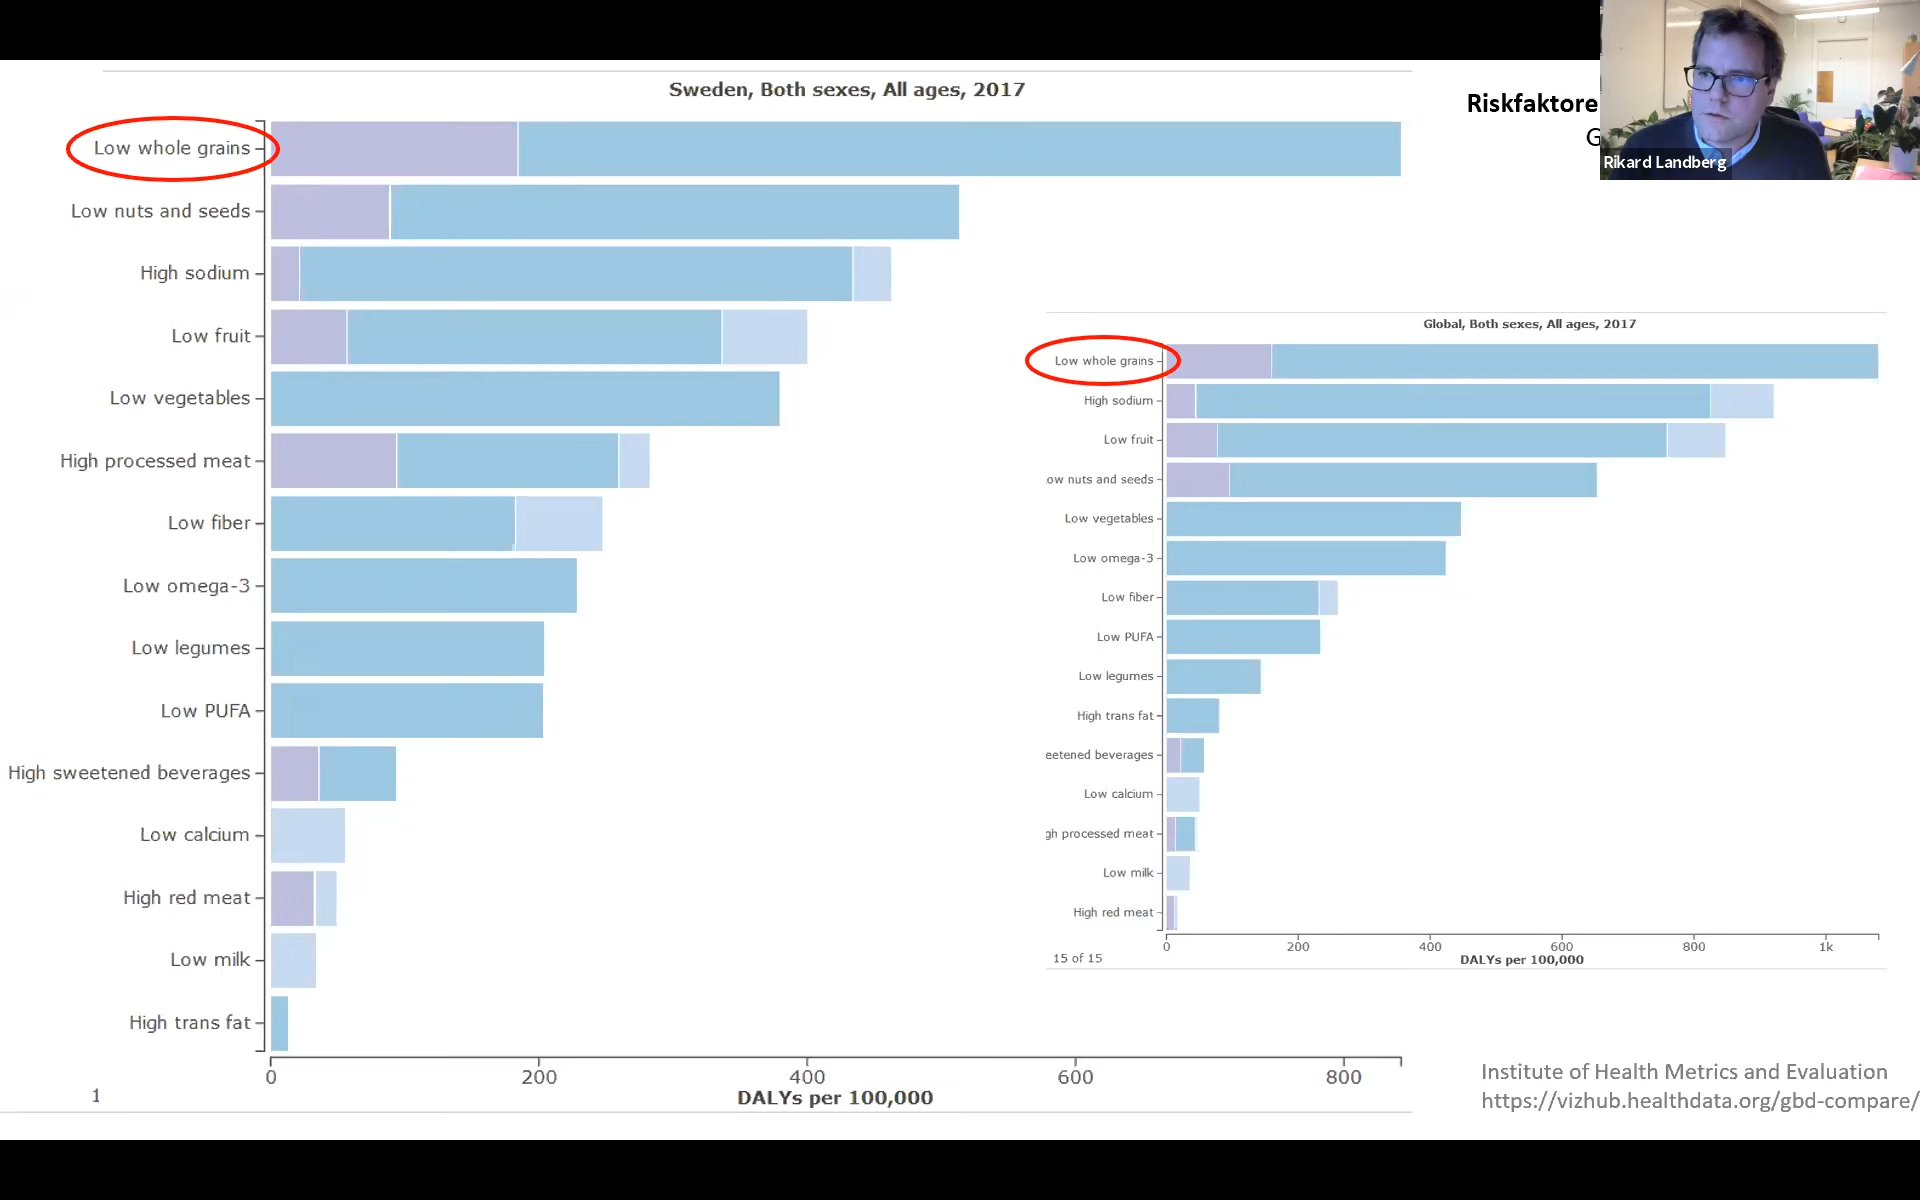 Sweden, Both sexes, All ages, 2017
Low whole grains
Low nuts and seeds
High sodium
Low fruit
Low vegetables
High processed meat
Low fiber
Low omega-3
Low legumes
Low PUFA
High sweetened beverages
Low calcium
High red meat
Low milk
High trans fat
0 200 400 600 800
DALYs per 100,000
1
Riskfaktore
G
Rikard Landberg
Global, Both sexes, All ages, 2017
Low whole grains
High sodium
Low fruit
ow nuts and seeds
Low vegetables
Low omega-3
Low fiber
Low PUFA
Low legumes
High trans fat
eetened beverages
Low calcium
gh processed meat
Low milk
High red meat
0 200 400 600 800 1k
15 of 15
DALYs per 100,000
Institute of Health Metrics and Evaluation
https://vizhub.healthdata.org/gbd-compare/